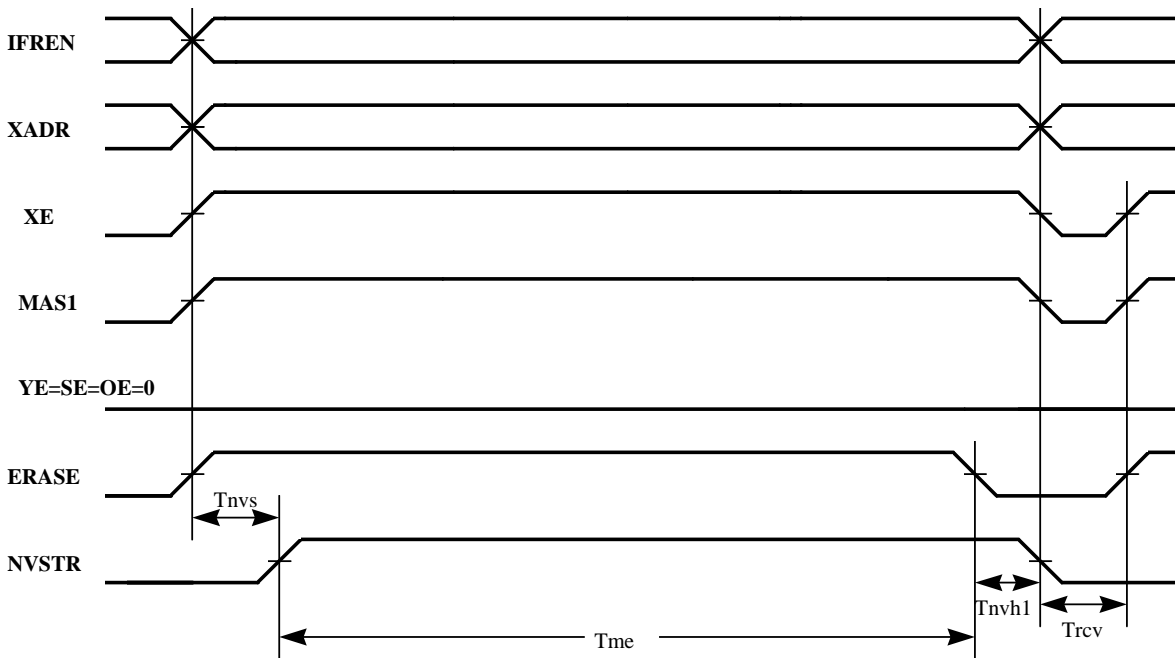 IFREN
XADR
XE
MAS1
YE=SE=OE=0
ERASE
Tnvs
NVSTR
Tnvh1
Trcv
Tme